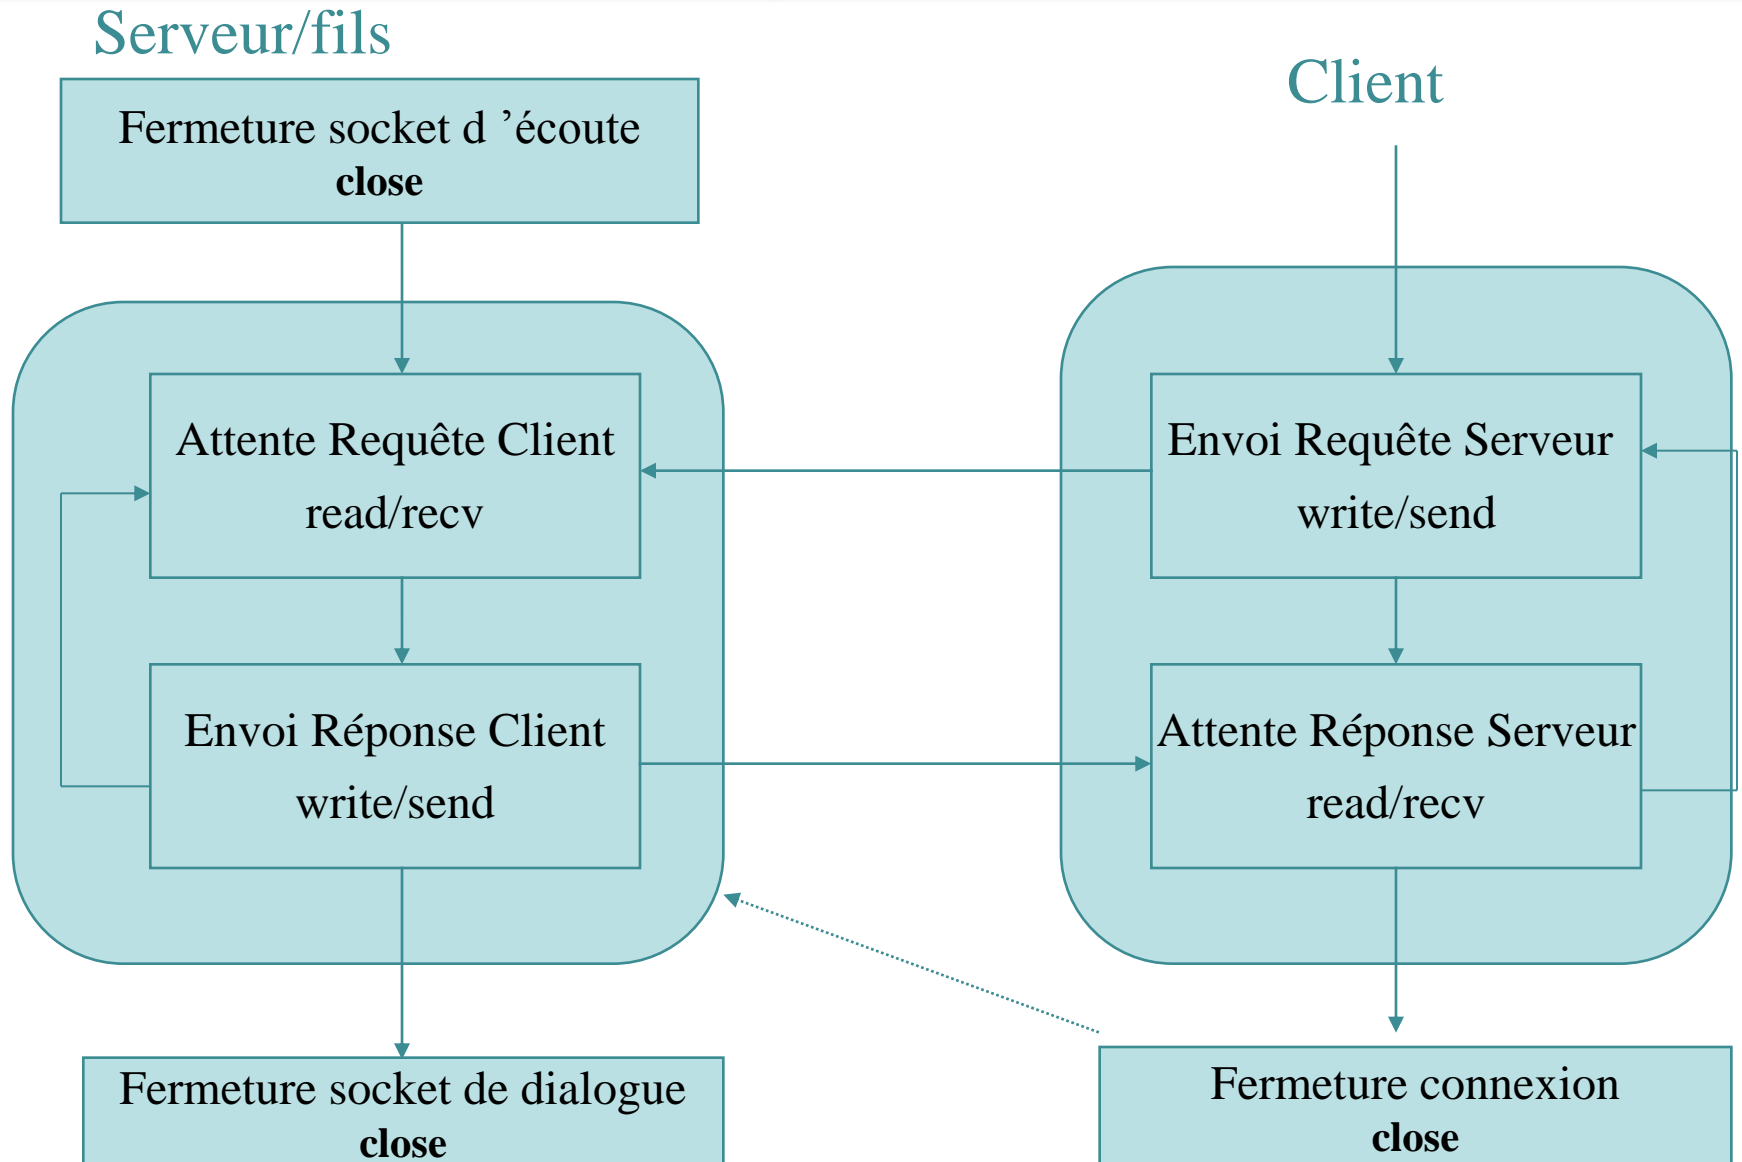 Serveur/fils
Client
Fermeture socket d ’écoute
close
Attente Requête Client
read/recv
Envoi Requête Serveur
write/send
Envoi Réponse Client
write/send
Attente Réponse Serveur
read/recv
Fermeture socket de dialogue
close
Fermeture connexion
close